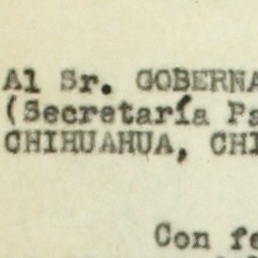 Al Sr. GOBERNA
(Secretaría Pa
CHIHUAHUA, CHI
Con fe